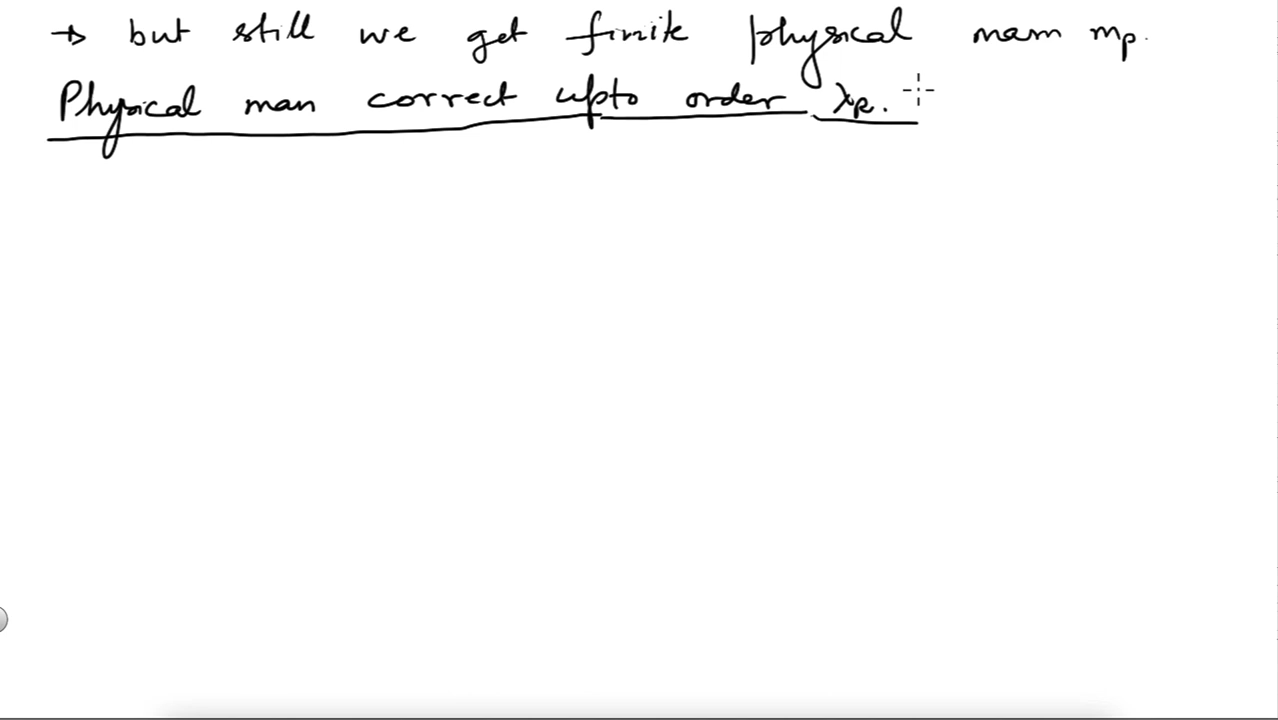 → but still we get finite physical mass mp.
Physical mass correct upto order λR.